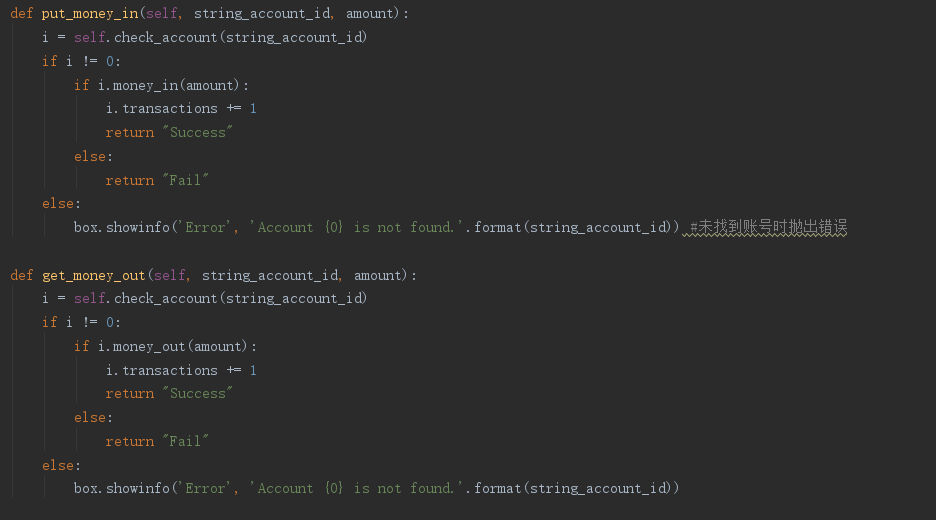 def put_money_in(self, string_account_id, amount):
    i = self.check_account(string_account_id)
    if i != 0:
        if i.money_in(amount):
            i.transactions += 1
            return "Success"
        else:
            return "Fail"
    else:
        box.showinfo('Error', 'Account {0} is not found.'.format(string_account_id)) #未找到账号时抛出错误

def get_money_out(self, string_account_id, amount):
    i = self.check_account(string_account_id)
    if i != 0:
        if i.money_out(amount):
            i.transactions += 1
            return "Success"
        else:
            return "Fail"
    else:
        box.showinfo('Error', 'Account {0} is not found.'.format(string_account_id))